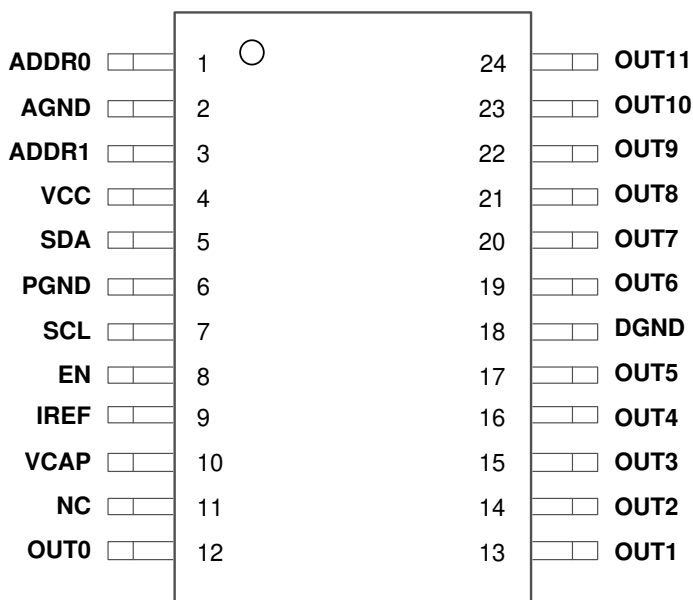 ADDR0 1 24 OUT11
AGND 2 23 OUT10
ADDR1 3 22 OUT9
VCC 4 21 OUT8
SDA 5 20 OUT7
PGND 6 19 OUT6
SCL 7 18 DGND
EN 8 17 OUT5
IREF 9 16 OUT4
VCAP 10 15 OUT3
NC 11 14 OUT2
OUT0 12 13 OUT1